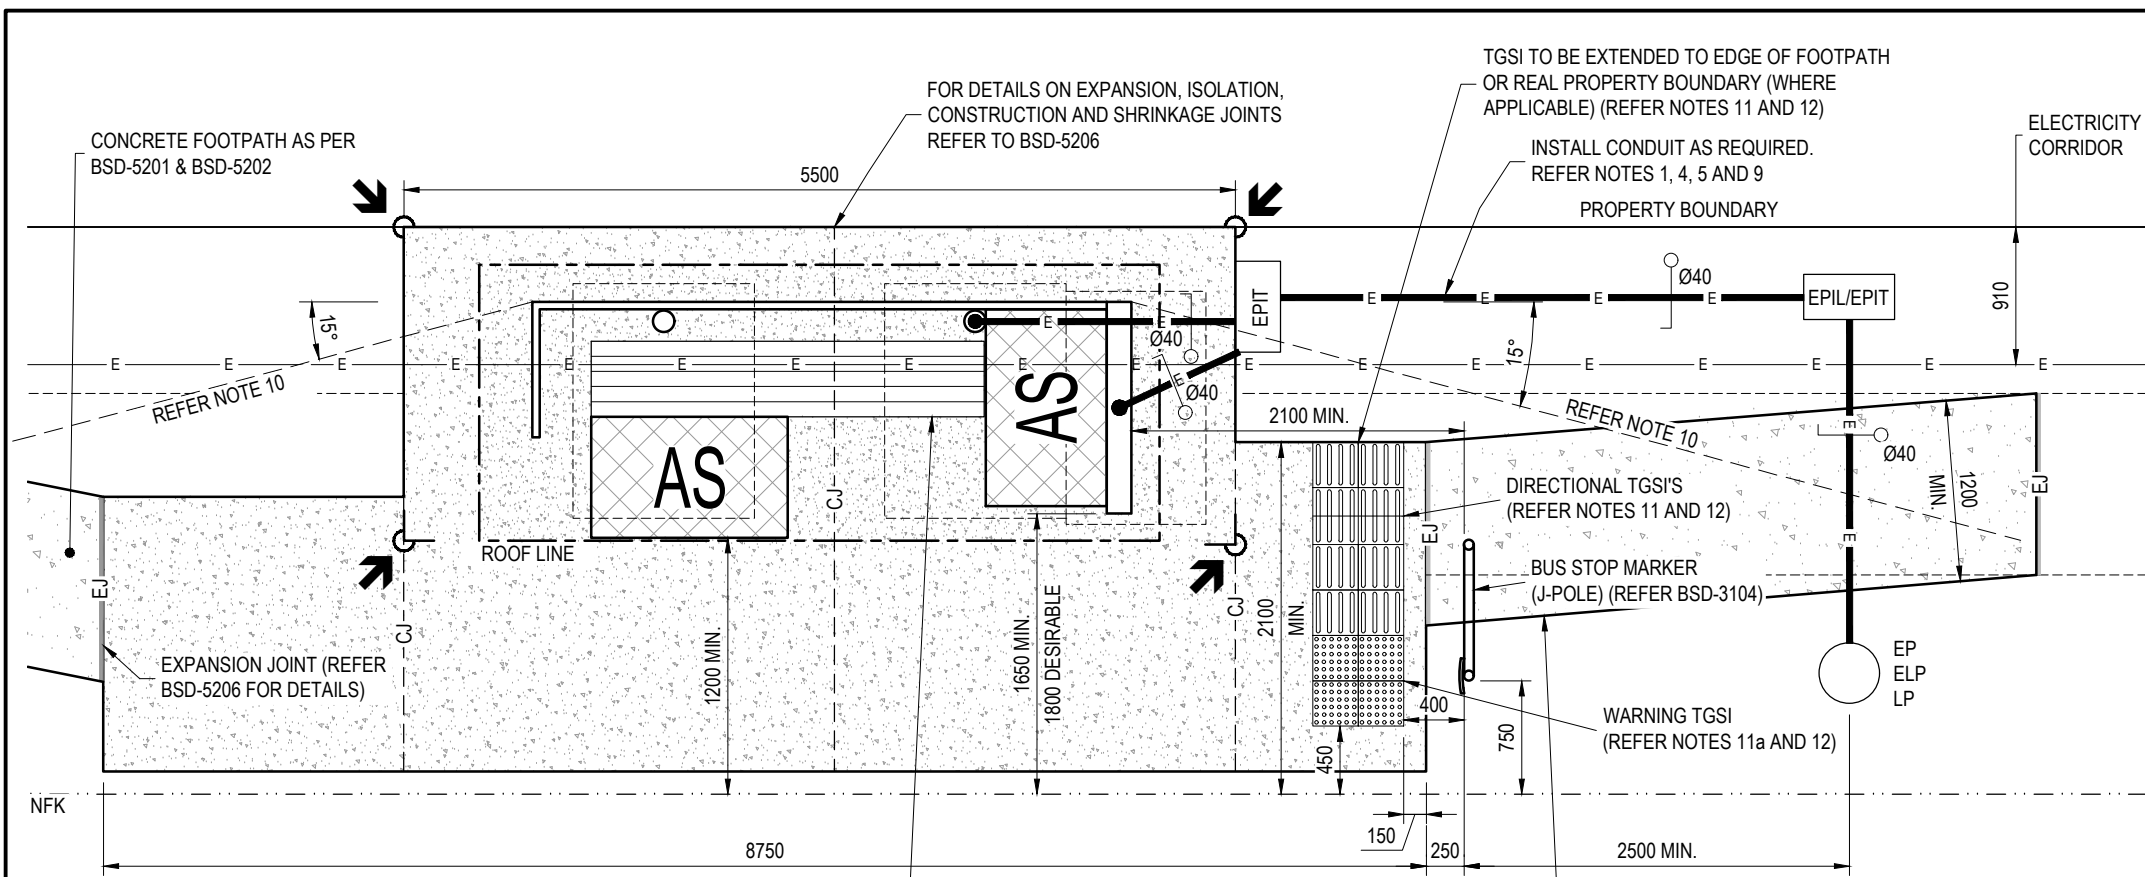 TGSI TO BE EXTENDED TO EDGE OF FOOTPATH
OR REAL PROPERTY BOUNDARY (WHERE
APPLICABLE) (REFER NOTES 11 AND 12)
FOR DETAILS ON EXPANSION, ISOLATION,
CONSTRUCTION AND SHRINKAGE JOINTS
REFER TO BSD-5206
CONCRETE FOOTPATH AS PER
BSD-5201 & BSD-5202
ELECTRICITY
CORRIDOR
INSTALL CONDUIT AS REQUIRED.
REFER NOTES 1, 4, 5 AND 9
5500
PROPERTY BOUNDARY
Ø40
910
EPIT
E E E E
EPIL/EPIT
15°
E E
Ø40
15°
E E E E E E E E E E E E E E E E E E
E
Ø40
REFER NOTE 10
AS
2100 MIN.
REFER NOTE 10
E
Ø40
AS
1200
MIN.
EJ
DIRECTIONAL TGSI'S
(REFER NOTES 11 AND 12)
CJ
EJ
E
ROOF LINE
BUS STOP MARKER
(J-POLE) (REFER BSD-3104)
EJ
CJ
CJ
2100
MIN.
1200 MIN.
1650 MIN.
1800 DESIRABLE
EXPANSION JOINT (REFER
BSD-5206 FOR DETAILS)
EP
ELP
LP
400
WARNING TGSI
(REFER NOTES 11a AND 12)
750
450
NFK
150
8750
250
2500 MIN.